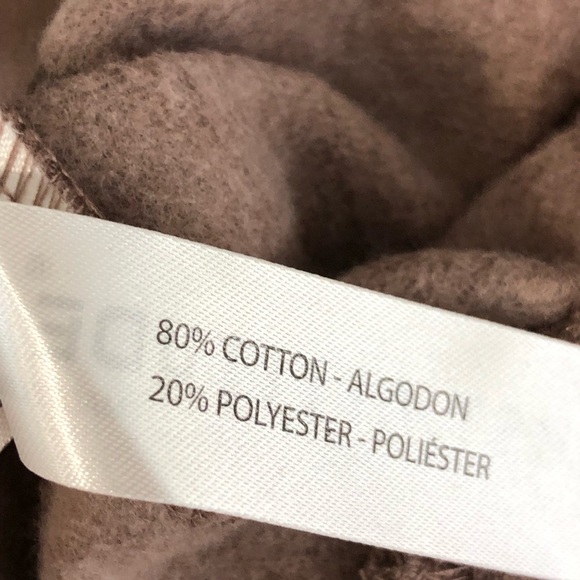 80% COTTON - ALGODON
20% POLYESTER - POLIÉSTER